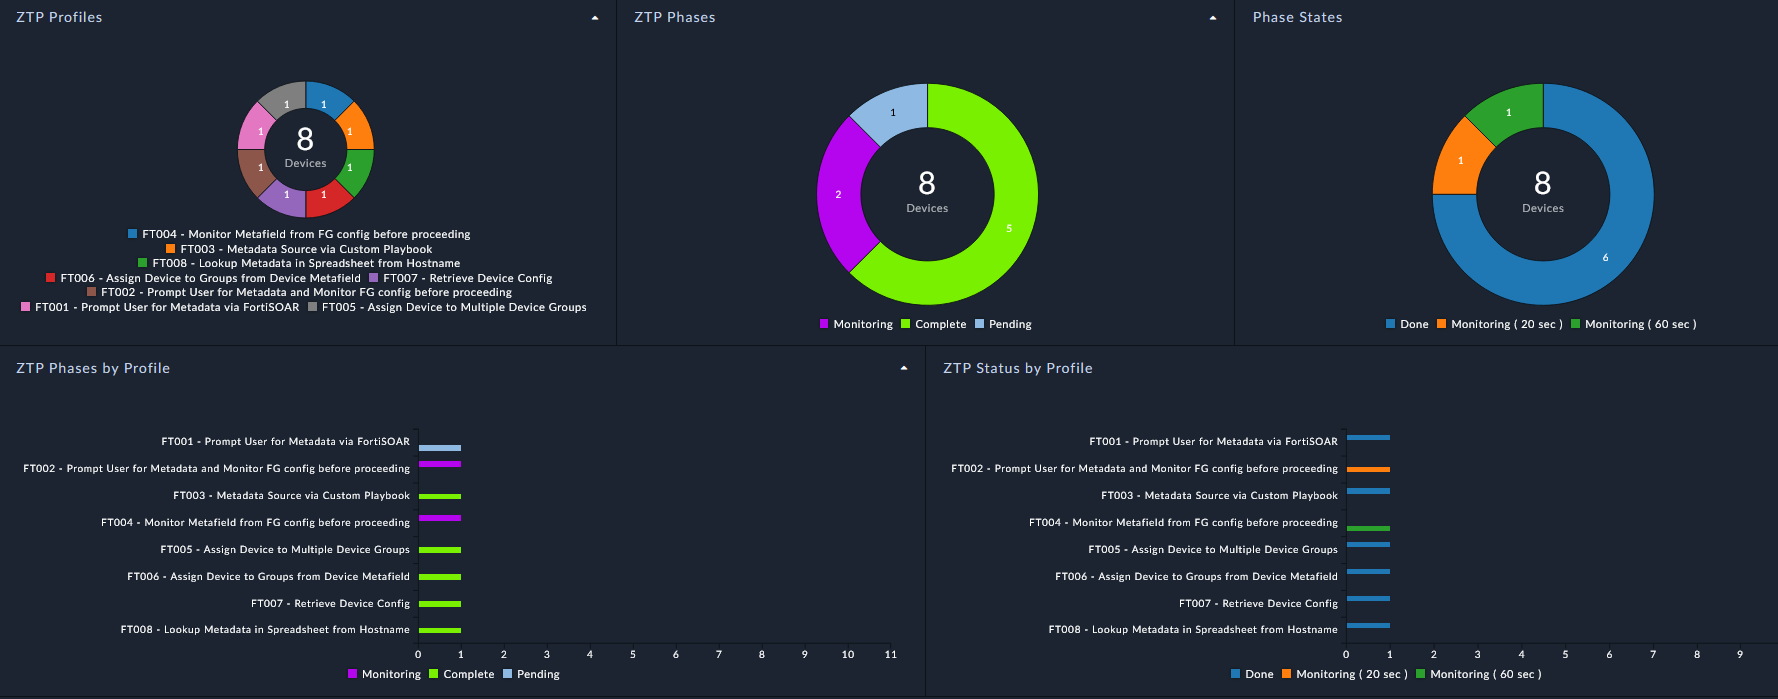 ZTP Profiles
1 1
1 1
8
Devices
1 1
1 1
FT004 - Monitor Metafield from FG config before proceeding
FT003 - Metadata Source via Custom Playbook
FT008 - Lookup Metadata in Spreadsheet from Hostname
FT006 - Assign Device to Groups from Device Metafield FT007 - Retrieve Device Config
FT002 - Prompt User for Metadata and Monitor FG config before proceeding
FT001 - Prompt User for Metadata via FortiSOAR FT005 - Assign Device to Multiple Device Groups
ZTP Phases
1
2
8
Devices
5
Monitoring Complete Pending
Phase States
1
1
8
Devices
6
Done Monitoring ( 20 sec ) Monitoring ( 60 sec )
ZTP Phases by Profile
FT001 - Prompt User for Metadata via FortiSOAR
FT002 - Prompt User for Metadata and Monitor FG config before proceeding
FT003 - Metadata Source via Custom Playbook
FT004 - Monitor Metafield from FG config before proceeding
FT005 - Assign Device to Multiple Device Groups
FT006 - Assign Device to Groups from Device Metafield
FT007 - Retrieve Device Config
FT008 - Lookup Metadata in Spreadsheet from Hostname
0 1 2 3 4 5 6 7 8 9 10 11
Monitoring Complete Pending
ZTP Status by Profile
FT001 - Prompt User for Metadata via FortiSOAR
FT002 - Prompt User for Metadata and Monitor FG config before proceeding
FT003 - Metadata Source via Custom Playbook
FT004 - Monitor Metafield from FG config before proceeding
FT005 - Assign Device to Multiple Device Groups
FT006 - Assign Device to Groups from Device Metafield
FT007 - Retrieve Device Config
FT008 - Lookup Metadata in Spreadsheet from Hostname
0 1 2 3 4 5 6 7 8 9
Done Monitoring ( 20 sec ) Monitoring ( 60 sec )